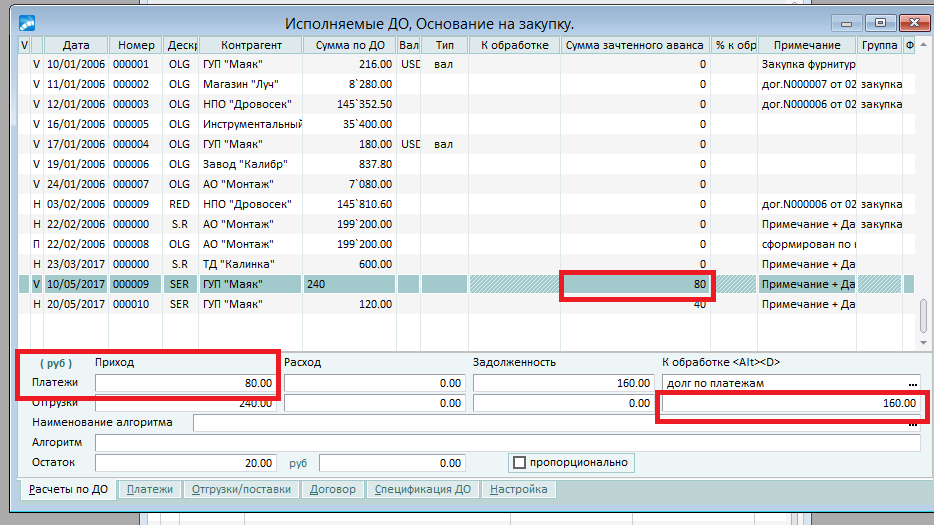 Исполняемые ДО, Основание на закупку.
V Дата Номер Дескр Контрагент Сумма по ДО Вал Тип К обработке Сумма зачтенного аванса % к обр Примечание Группа Ф
V 10/01/2006 000001 OLG ГУП "Маяк" 216.00 USD вал 0 Закупка фурнитур
V 11/01/2006 000002 OLG Магазин "Луч" 8`280.00 0 дог.N000007 от 02 закупка
V 12/01/2006 000003 OLG НПО "Дровосек" 145`352.50 0 дог.N000006 от 02 закупка
V 16/01/2006 000005 OLG Инструментальный 35`400.00 0
V 17/01/2006 000004 OLG ГУП "Маяк" 180.00 USD вал 0
V 19/01/2006 000006 OLG Завод "Калибр" 837.80 0
V 24/01/2006 000007 OLG АО "Монтаж" 7`080.00 0
Н 03/02/2006 000009 RED НПО "Дровосек" 145`810.60 0 дог.N000006 от 02 закупка
Н 22/02/2006 000000 S.R АО "Монтаж" 199`200.00 0 Примечание + Да закупка
П 22/02/2006 000008 OLG АО "Монтаж" 199`200.00 0 сформирован по
Н 23/03/2017 000000 S.R ТД "Калинка" 600.00 0 Примечание + Да
V 10/05/2017 000009 SER ГУП "Маяк" 240 80 Примечание + Да
Н 20/05/2017 000010 SER ГУП "Маяк" 120.00 40 Примечание + Да
( руб ) Приход Расход Задолженность К обработке <Alt><D>
Платежи 80.00 0.00 160.00 долг по платежам ...
Отгрузки 240.00 0.00 0.00 160.00
Наименование алгоритма ...
Алгоритм
Остаток 20.00 руб 0.00 пропорционально
Расчеты по ДО Платежи Отгрузки/поставки Договор Спецификация ДО Настройка